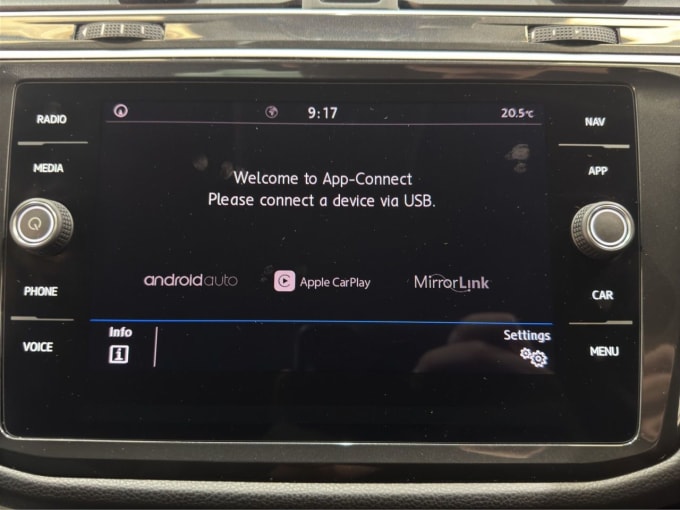 RADIO
MEDIA
PHONE
VOICE
9:17
20.5°C
Welcome to App-Connect
Please connect a device via USB.
androidauto
Apple CarPlay
MirrorLink
Info
Settings
NAV
APP
CAR
MENU